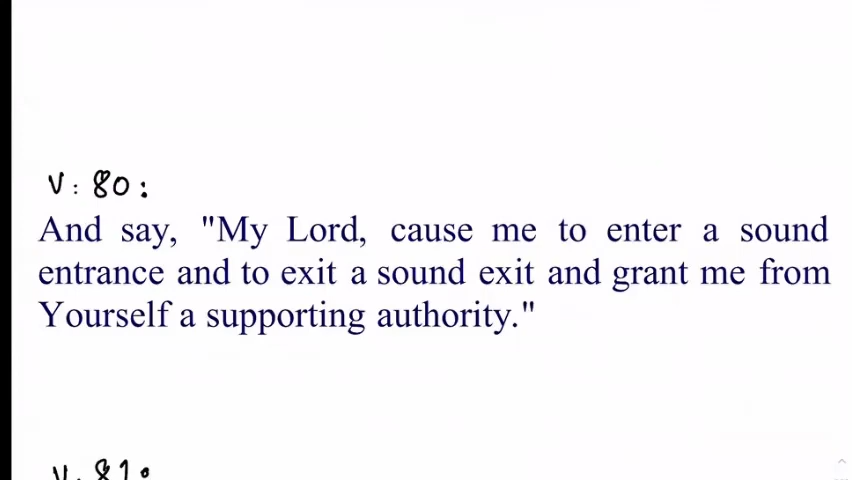 V: 80:
And say, "My Lord, cause me to enter a sound
entrance and to exit a sound exit and grant me from
Yourself a supporting authority."
V. 81: